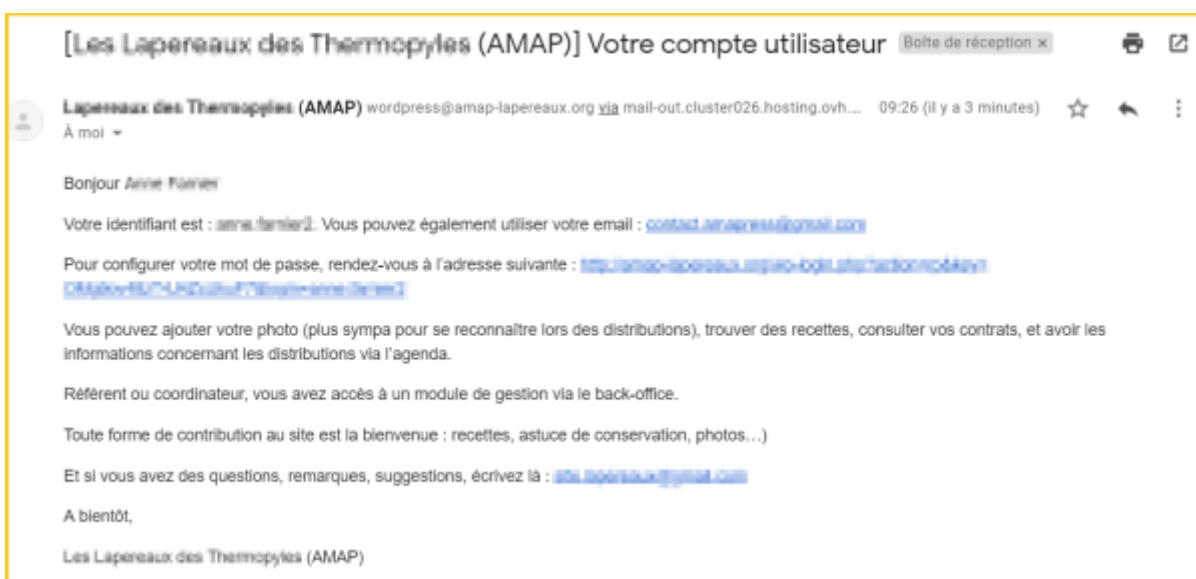 [Les Lapereaux des Thermopyles (AMAP)] Votre compte utilisateur Boîte de réception x
Lapereaux des Thermopyles (AMAP) wordpress@amap-lapereaux.org via mail-out.cluster026.hosting.ovh.... 09:26 (il y a 3 minutes)
À moi
Bonjour
Votre identifiant est : . Vous pouvez également utiliser votre email : contact.amapress@gmail.com
Pour configurer votre mot de passe, rendez-vous à l'adresse suivante :
Vous pouvez ajouter votre photo (plus sympa pour se reconnaître lors des distributions), trouver des recettes, consulter vos contrats, et avoir les
informations concernant les distributions via l'agenda.
Référent ou coordinateur, vous avez accès à un module de gestion via le back-office.
Toute forme de contribution au site est la bienvenue : recettes, astuce de conservation, photos…)
Et si vous avez des questions, remarques, suggestions, écrivez là :
A bientôt,
Les Lapereaux des Thermopyles (AMAP)